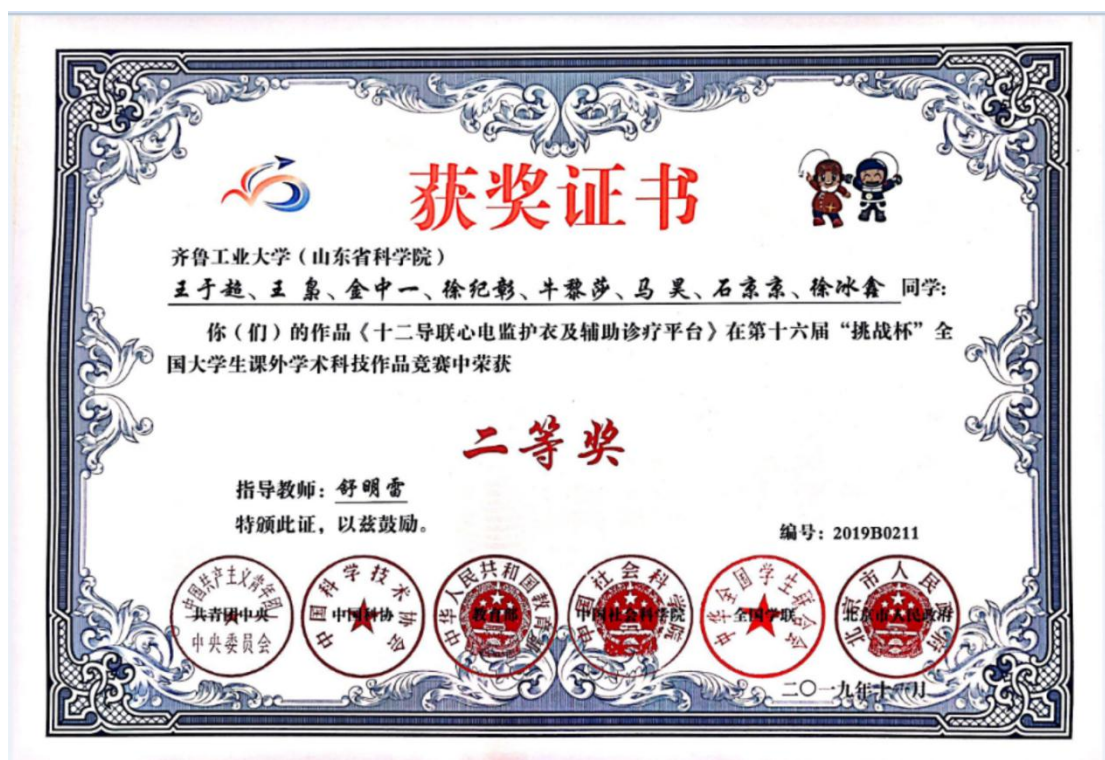 获奖证书
齐鲁工业大学（山东省科学院）
王于超、王 枭、金中一、徐纪彰、牛黎莎、马 昊、石京京、徐冰鑫 同学：
你（们）的作品《十二导联心电监护衣及辅助诊疗平台》在第十六届“挑战杯”全
国大学生课外学术科技作品竞赛中荣获
二等奖
指导教师：舒明雷
特颁此证，以兹鼓励。
编号：2019B0211
中国共产主义青年团 中央委员会 共青团中央
中国科学技术协会 中国科协
中华人民共和国教育部 教育部
中国社会科学院 中国社会科学院
中华全国学生联合会 全国学联
北京市人民政府 北京市人民政府
二〇一九年十一月